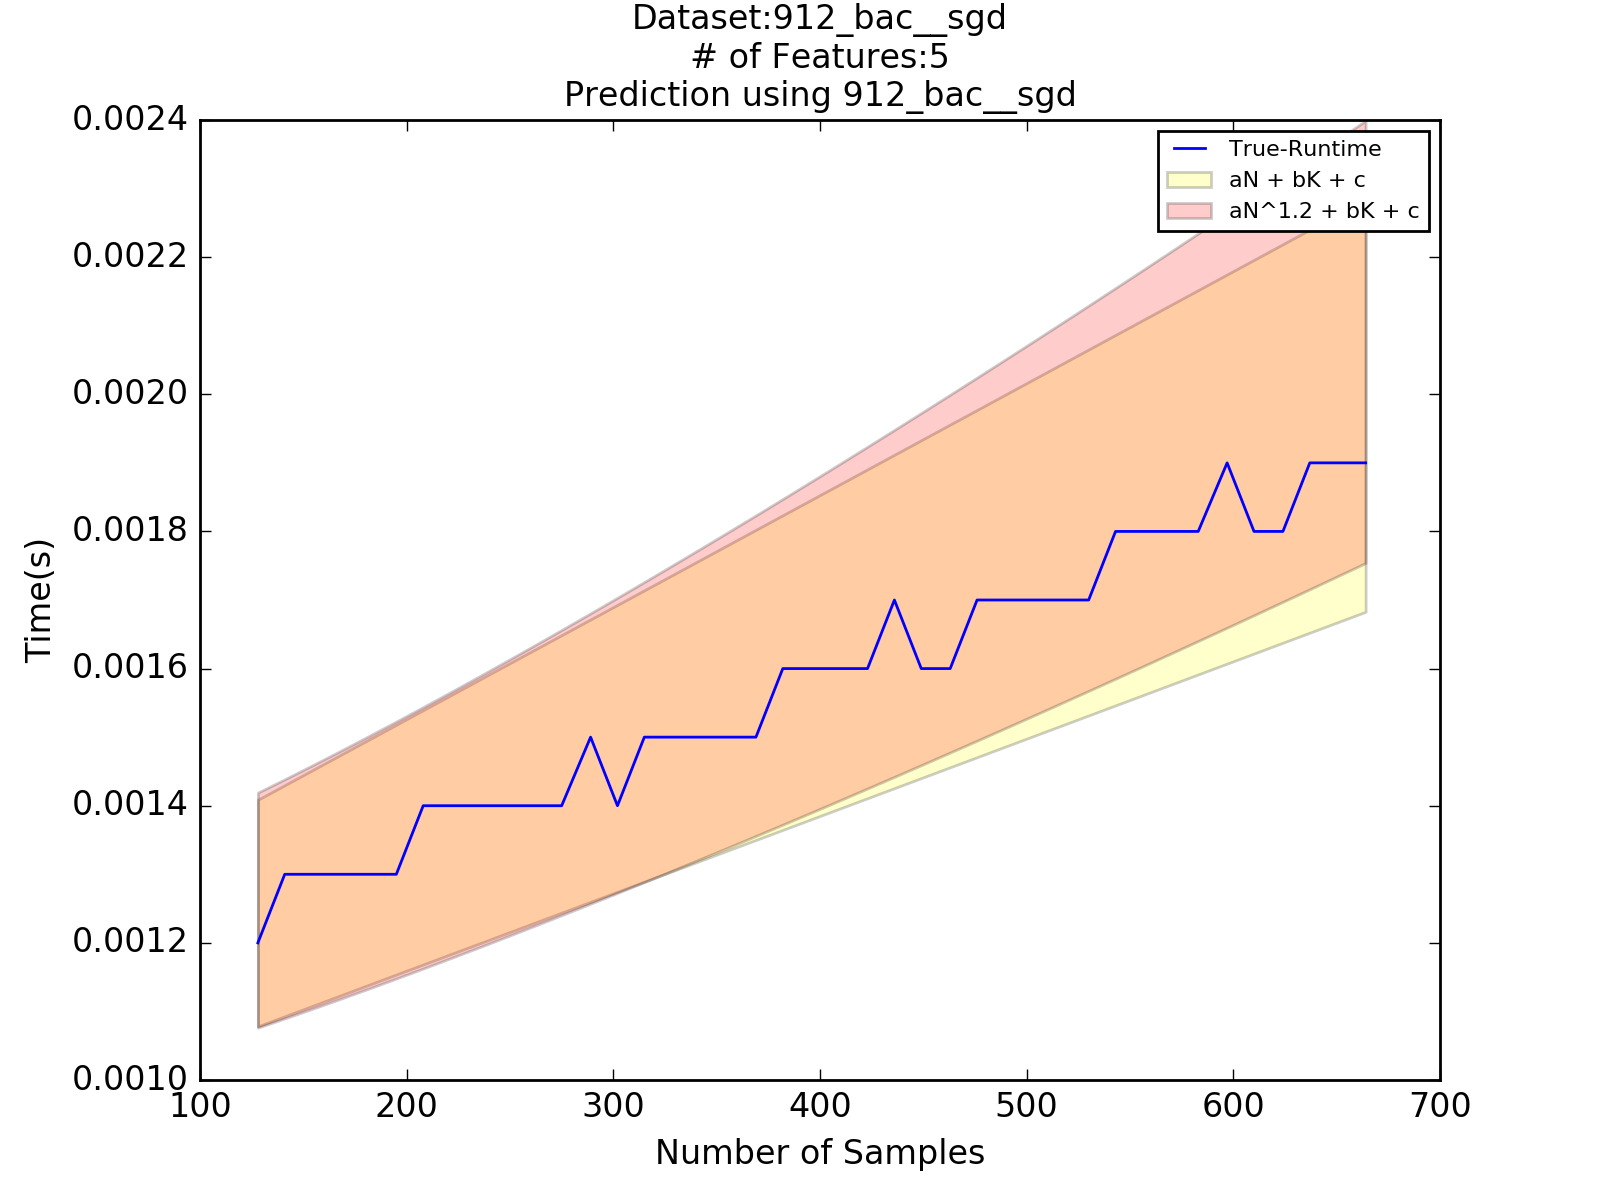 Dataset:912_bac__sgd
# of Features:5
Prediction using 912_bac__sgd
True-Runtime
aN + bK + c
aN^1.2 + bK + c
0.0024
0.0022
0.0020
0.0018
0.0016
0.0014
0.0012
0.0010
Time(s)
100 200 300 400 500 600 700
Number of Samples